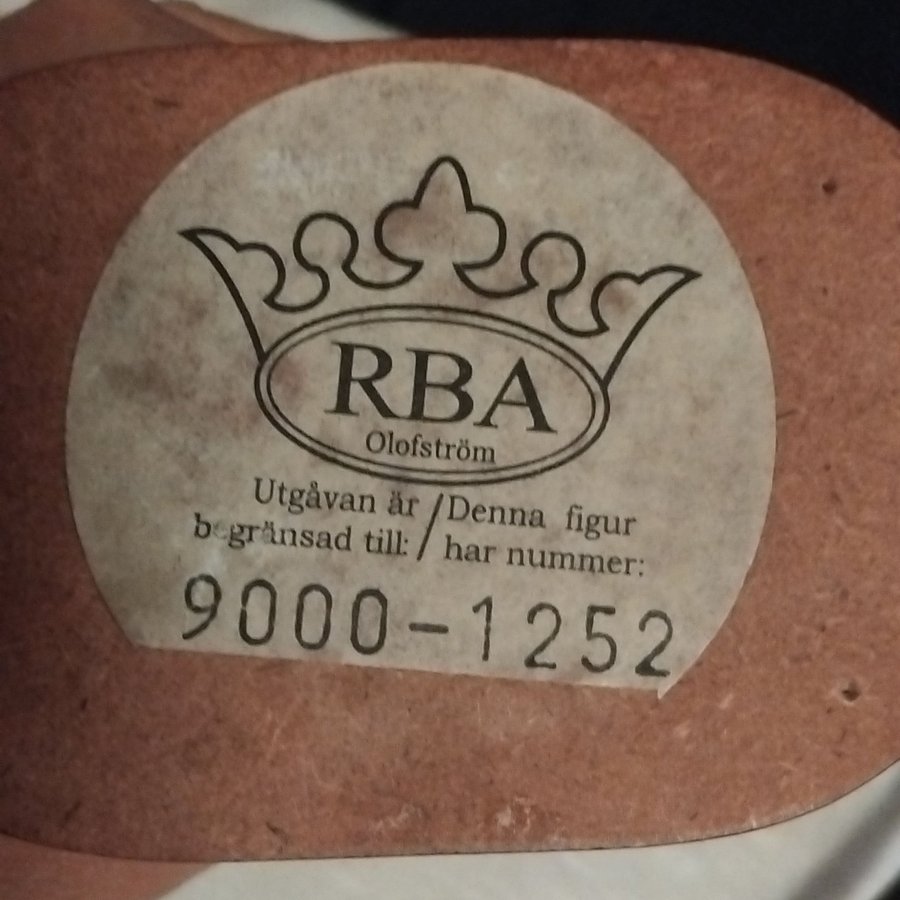 RBA
Olofström
Utgåvan är / Denna figur
begränsad till: / har nummer:
9000-1252